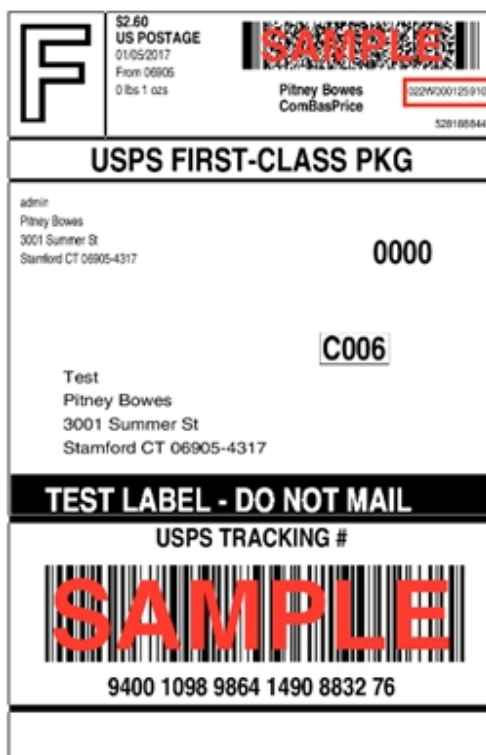 F
$2.60
US POSTAGE
01/05/2017
From 06905
0 lbs 1 ozs
SAMPLE
Pitney Bowes
ComBasPrice
022W000125910
528188844
USPS FIRST-CLASS PKG
admin
Pitney Bowes
3001 Summer St
Stamford CT 06905-4317
0000
C006
Test
Pitney Bowes
3001 Summer St
Stamford CT 06905-4317
TEST LABEL - DO NOT MAIL
USPS TRACKING #
SAMPLE
9400 1098 9864 1490 8832 76